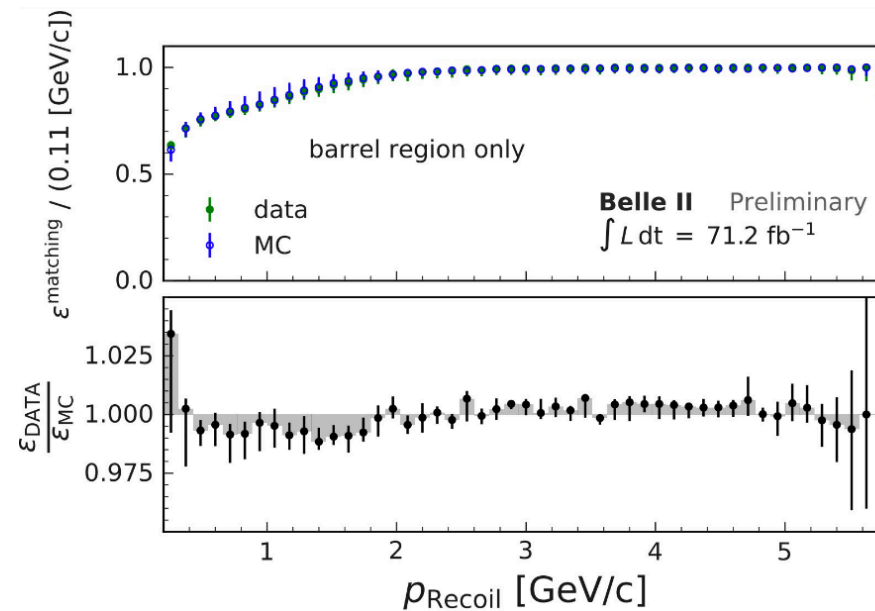 ε^matching / (0.11 [GeV/c])
1.0
0.5
0.0
barrel region only
data
MC
Belle II Preliminary
∫ L dt = 71.2 fb⁻¹
ε_DATA
ε_MC
1.025
1.000
0.975
1 2 3 4 5
p_Recoil [GeV/c]